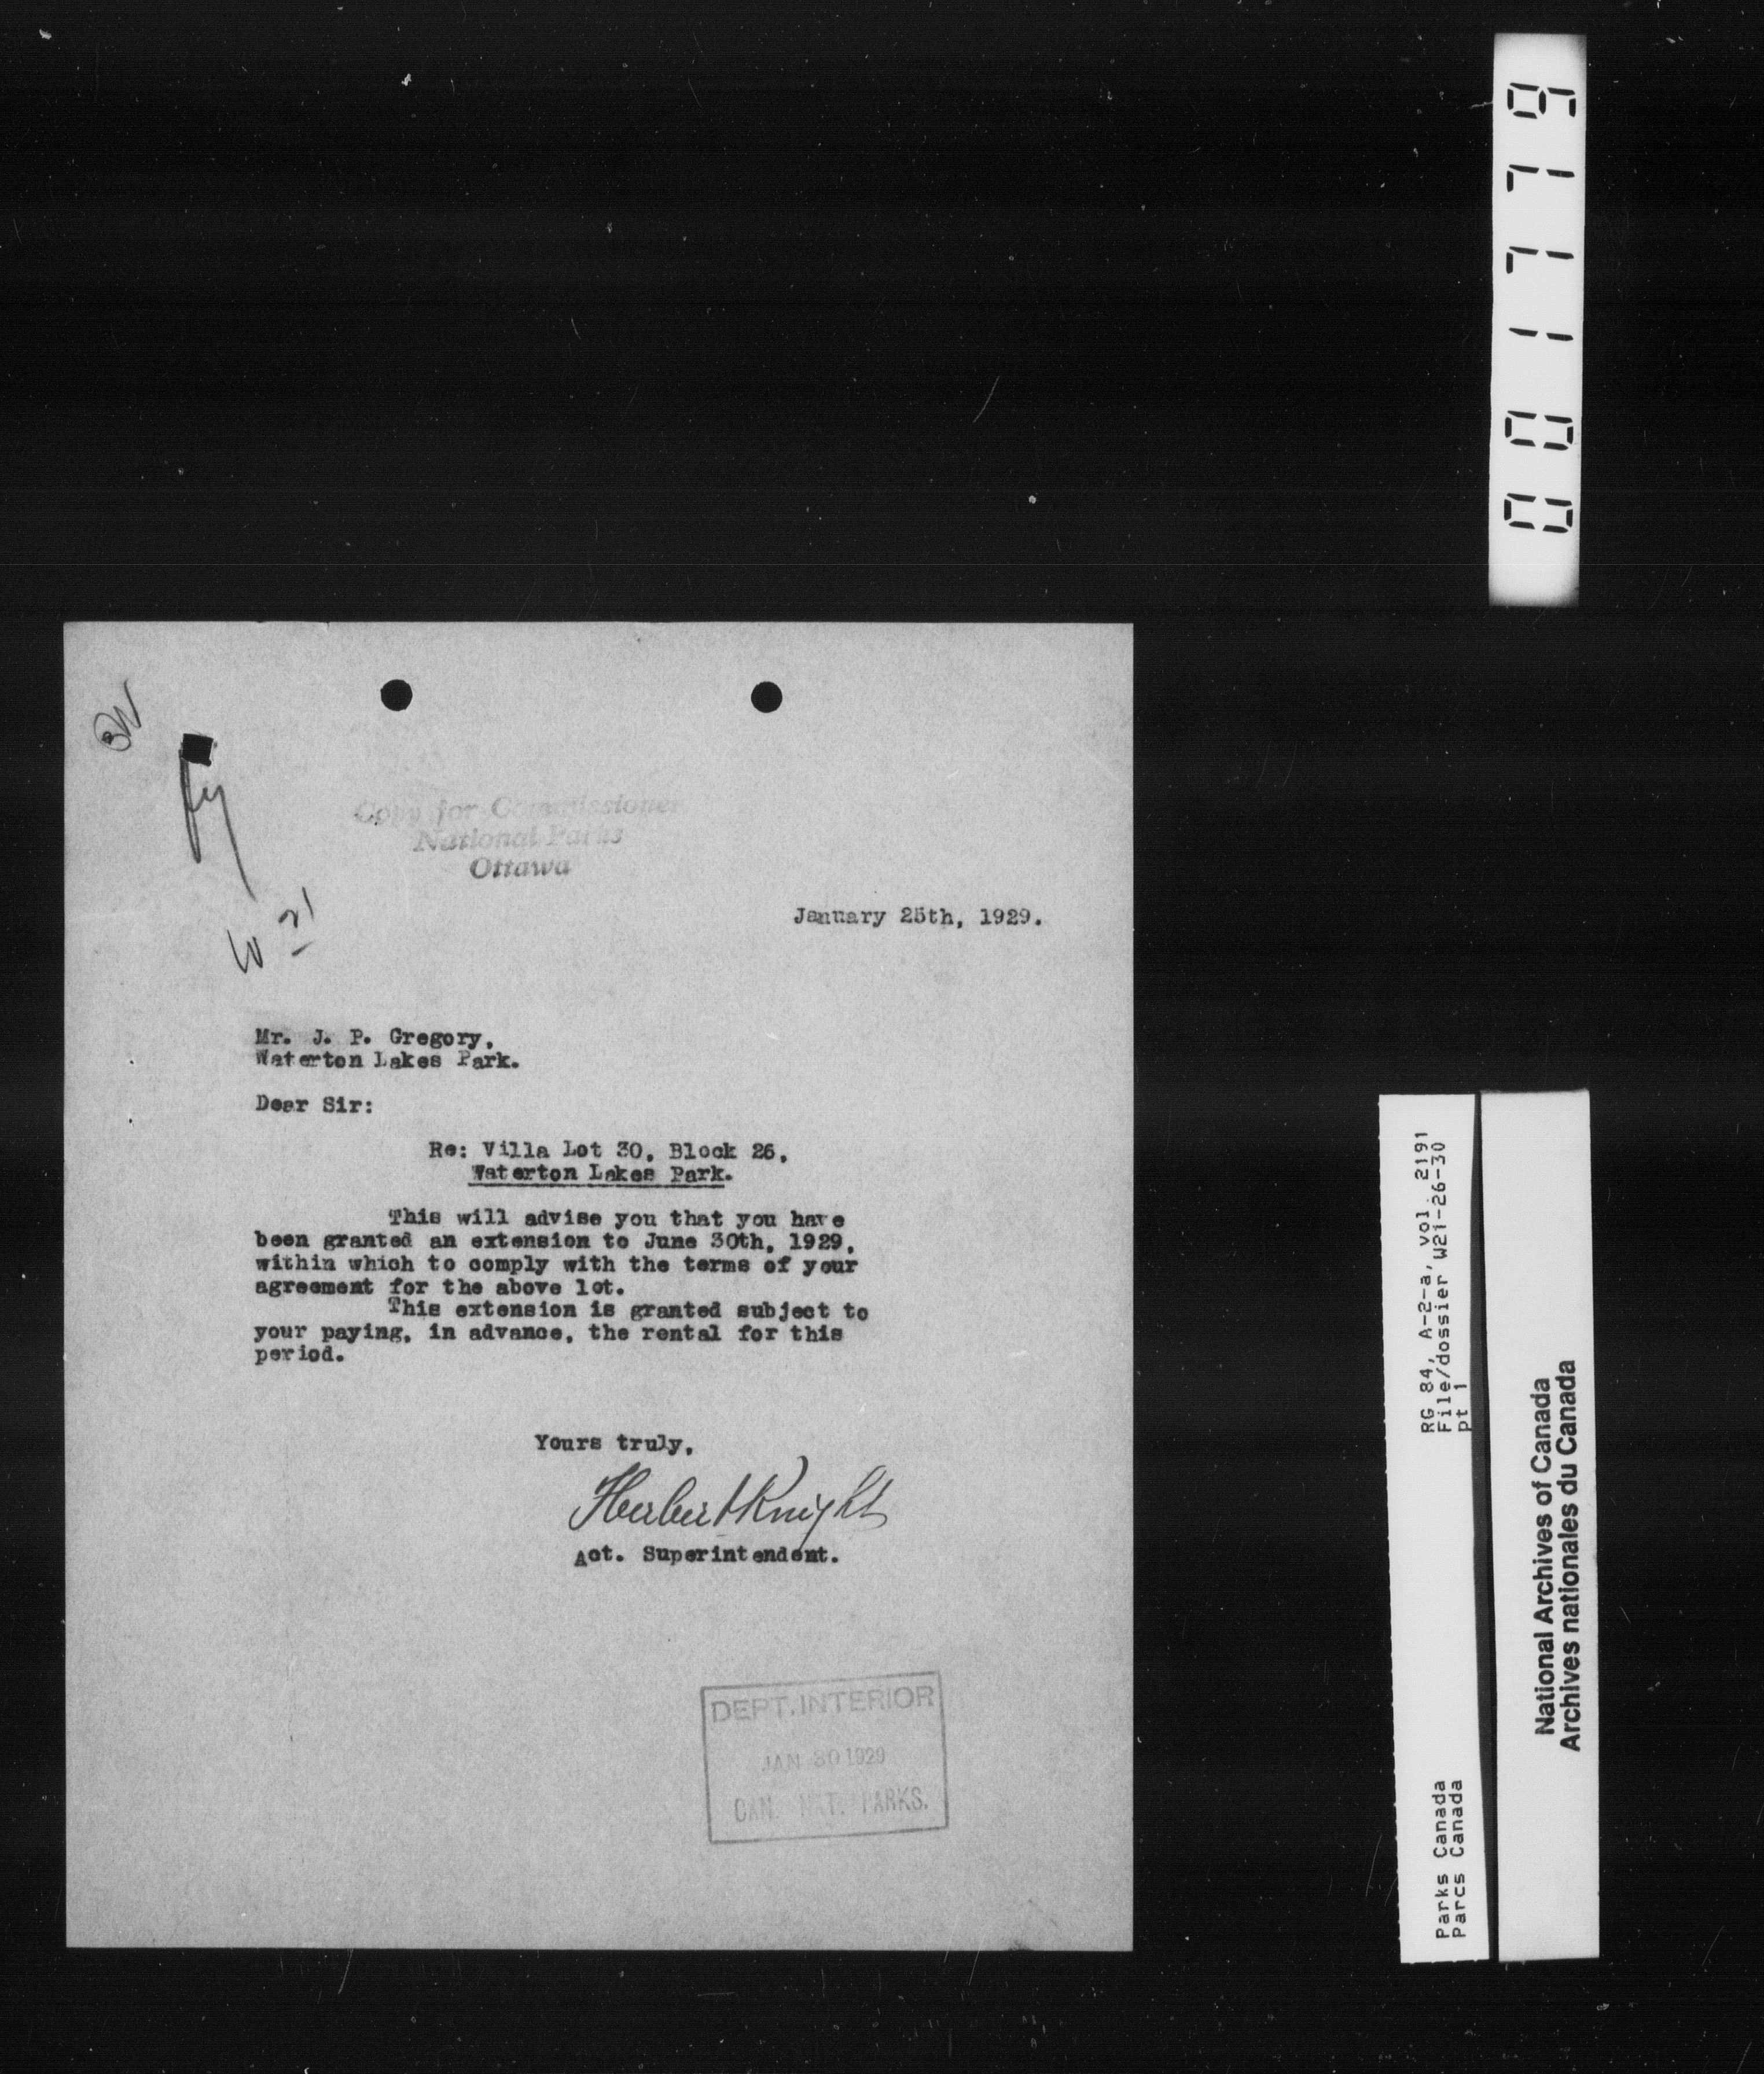 001779
BW
W 21
Copy for Commissioner
National Parks
Ottawa
January 25th, 1929.
Mr. J. P. Gregory,
Waterton Lakes Park.
Dear Sir:
Re: Villa Lot 30, Block 26,
Waterton Lakes Park.
This will advise you that you have
been granted an extension to June 30th, 1929,
within which to comply with the terms of your
agreement for the above lot.
This extension is granted subject to
your paying, in advance, the rental for this
period.
Yours truly,
Herbert Knight
Act. Superintendent.
DEPT. INTERIOR
JAN 30 1929
CAN. NAT. PARKS.
RG 84, A-2-a, vol. 2191
File/dossier W21-26-30
pt 1
Parks Canada
Parcs Canada
National Archives of Canada
Archives nationales du Canada